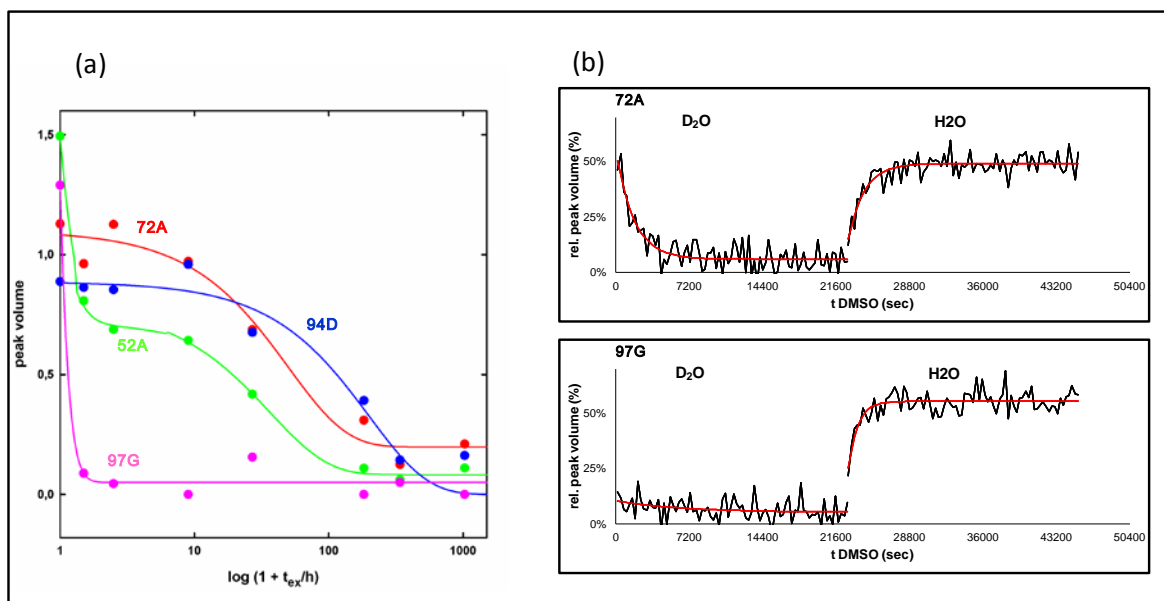 (a)
1,5
1,0
0,5
0,0
peak volume
72A
94D
52A
97G
1
10
100
1000
log (1 + tₑₓ/h)
(b)
72A
D₂O
H2O
rel. peak volume (%)
50%
25%
0%
0
7200
14400
21600
28800
36000
43200
50400
t DMSO (sec)
97G
D₂O
H2O
rel. peak volume (%)
50%
25%
0%
0
7200
14400
21600
28800
36000
43200
50400
t DMSO (sec)